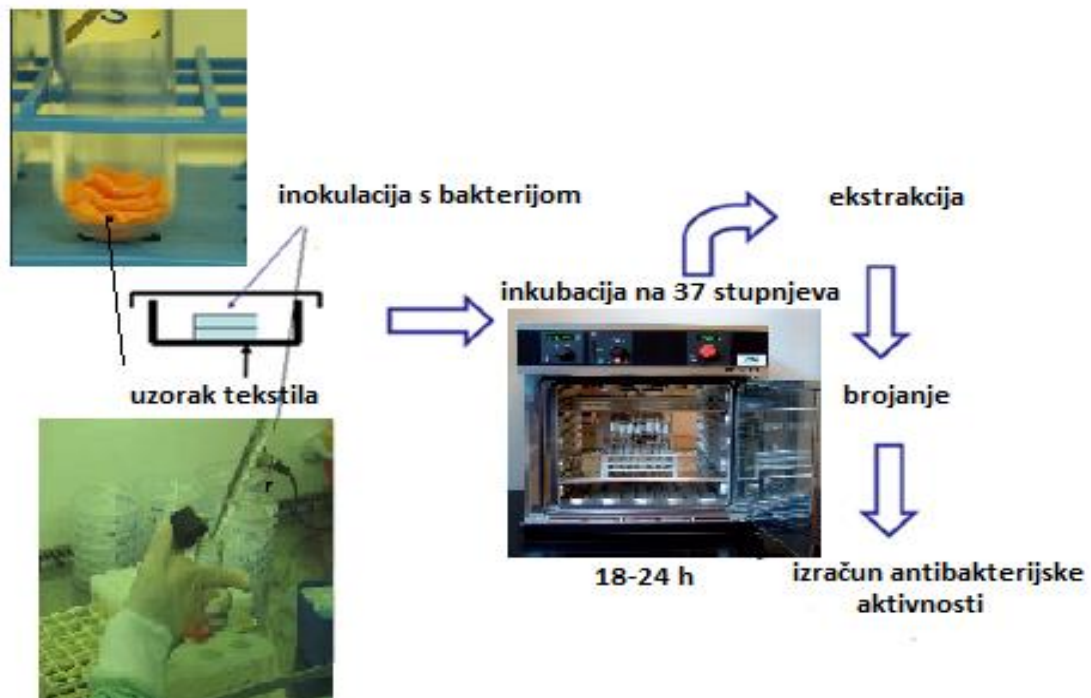 inokulacija s bakterijom
ekstrakcija
inkubacija na 37 stupnjeva
uzorak tekstila
brojanje
18-24 h
izračun antibakterijske
aktivnosti